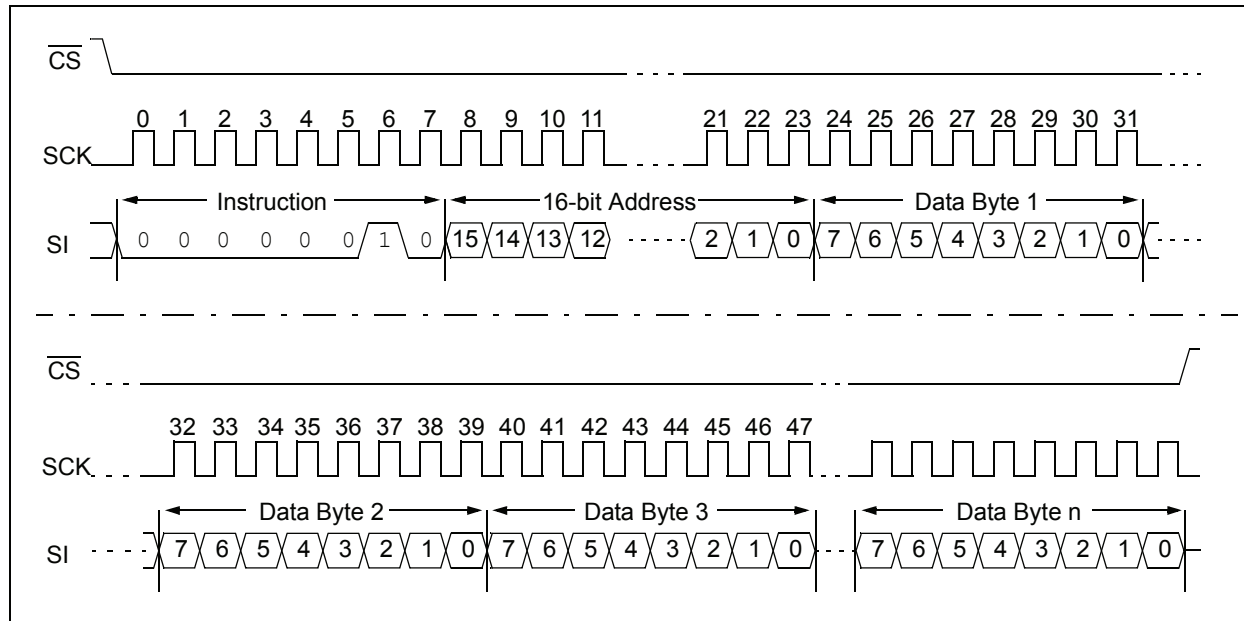 CS
0 1 2 3 4 5 6 7 8 9 10 11 21 22 23 24 25 26 27 28 29 30 31
SCK
Instruction 16-bit Address Data Byte 1
SI 0 0 0 0 0 0 1 0 15 14 13 12 2 1 0 7 6 5 4 3 2 1 0
CS
32 33 34 35 36 37 38 39 40 41 42 43 44 45 46 47
SCK
Data Byte 2 Data Byte 3 Data Byte n
SI 7 6 5 4 3 2 1 0 7 6 5 4 3 2 1 0 7 6 5 4 3 2 1 0